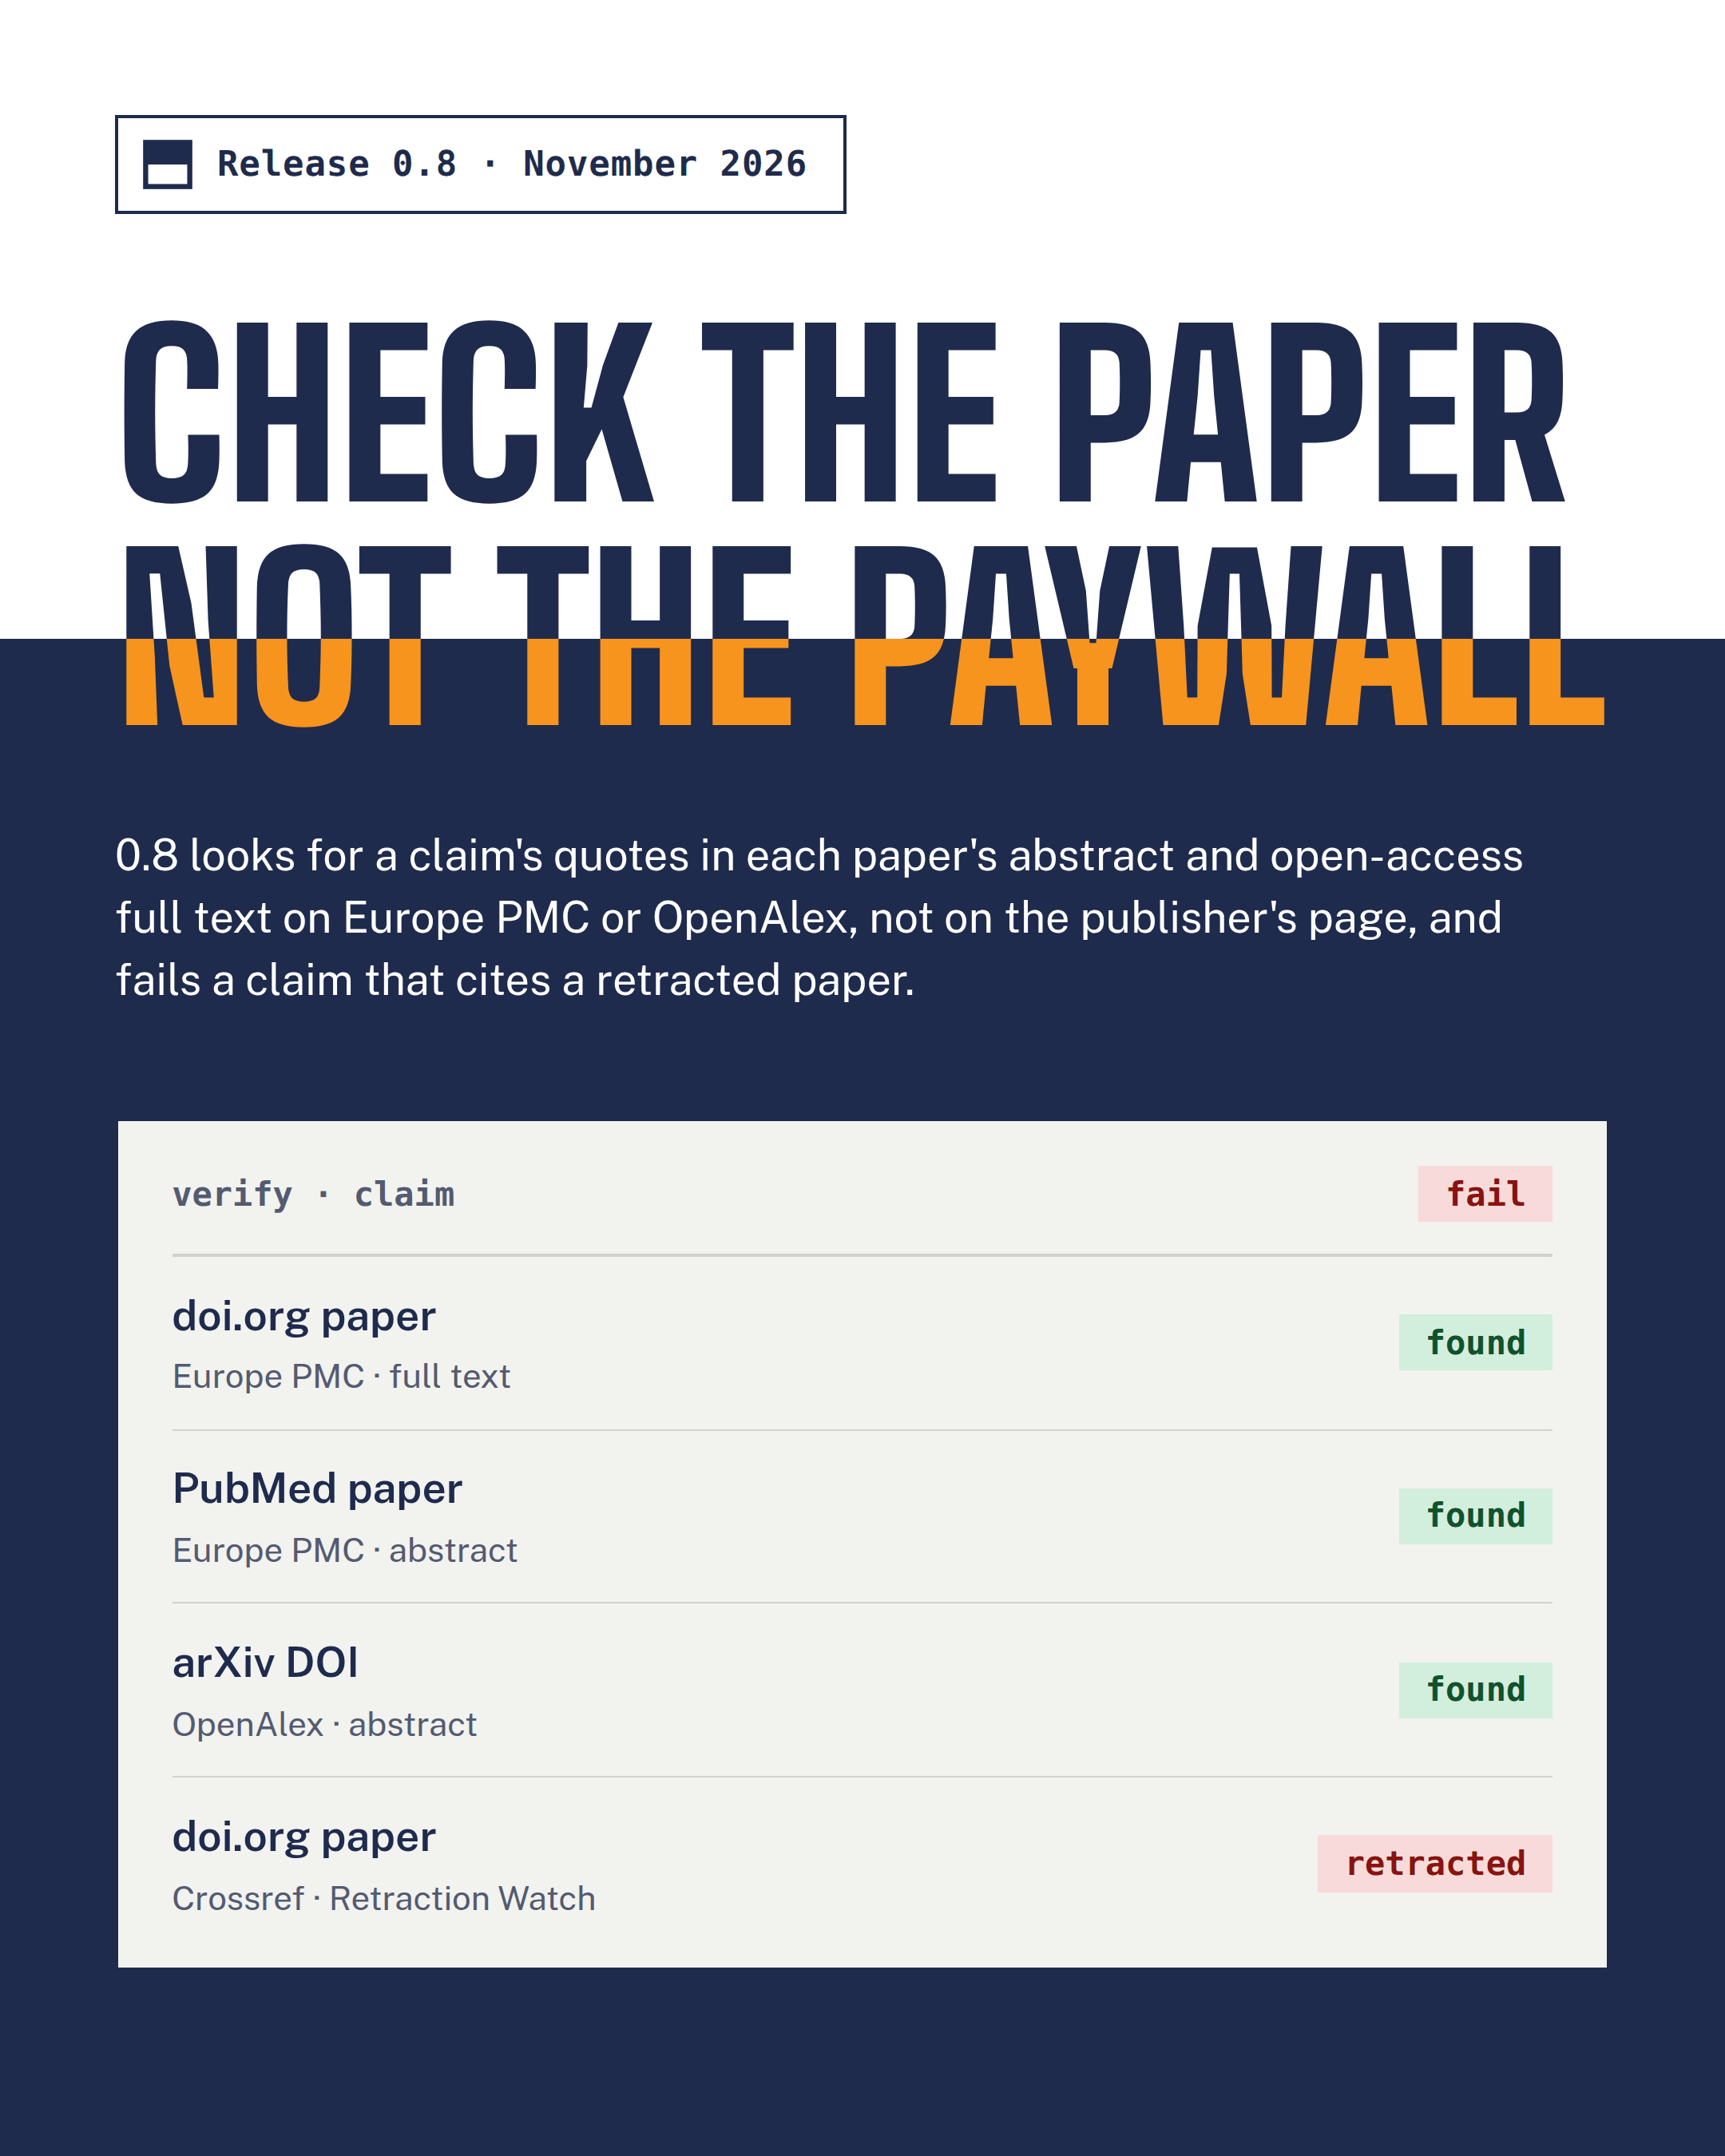 Release 0.8 · November 2026
CHECK THE PAPER
NOT THE PAYWALL
0.8 looks for a claim's quotes in each paper's abstract and open-access
full text on Europe PMC or OpenAlex, not on the publisher's page, and
fails a claim that cites a retracted paper.
verify · claim
fail
doi.org paper
Europe PMC · full text
found
PubMed paper
Europe PMC · abstract
found
arXiv DOI
OpenAlex · abstract
found
doi.org paper
Crossref · Retraction Watch
retracted